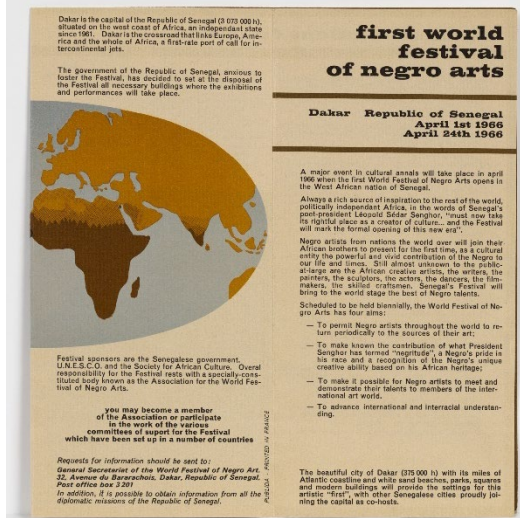 Dakar is the capital of the Republic of Senegal (3 073 000 h),
situated on the west coast of Africa, an independant state
since 1961. Dakar is the crossroad that links Europe, Ame-
rica and the whole of Africa, a first-rate port of call for in-
tercontinental jets.
The government of the Republic of Senegal, anxious to
foster the Festival, has decided to set at the disposal of
the Festival all necessary buildings where the exhibitions
and performances will take place.
Festival sponsors are the Senegalese government.
U.N.E.S.C.O. and the Society for African Culture. Overal
responsibility for the Festival rests with a specially-cons-
tituted body known as the Association for the World Fes-
tival of Negro Arts.
you may become a member
of the Association or participate
in the work of the various
committees of suport for the Festival
which have been set up in a number of countries
Requests for information should be sent to:
General Secretariat of the World Festival of Negro Art.
32, Avenue du Bararachois, Dakar, Republic of Senegal.
Post office box 3201
In addition, it is possible to obtain information from all the
diplomatic missions of the Republic of Senegal.
PUBLIDA - PRINTED IN FRANCE
first world
festival
of negro arts
Dakar Republic of Senegal
April 1st 1966
April 24th 1966
A major event in cultural annals will take place in april
1966 when the first World Festival of Negro Arts opens in
the West African nation of Senegal.
Always a rich source of inspiration to the rest of the world,
politically independant Africa, in the words of Senegal's
poet-president Léopold Sédar Senghor, "must now take
its rightful place as a creator of culture... and the Festival
will mark the formal opening of this new era".
Negro artists from nations the world over will join their
African brothers to present for the first time, as a cultural
entity the powerful and vivid contribution of the Negro to
our life and times. Still almost unknown to the public-
at-large are the African creative artists, the writers, the
painters, the sculptors, the actors, the dancers, the film-
makers, the skilled craftsmen. Senegal's Festival will
bring to the world stage the best of Negro talents.
Scheduled to be held biennially, the World Festival of Ne-
gro Arts has four aims:
— To permit Negro artists throughout the world to re-
turn periodically to the sources of their art;
— To make known the contribution of what President
Senghor has termed "negritude", a Negro's pride in
his race and a recognition of the Negro's unique
creative ability based on his African heritage;
— To make it possible for Negro artists to meet and
demonstrate their talents to members of the inter-
national art world.
— To advance international and interracial understan-
ding.
The beautiful city of Dakar (375 000 h) with its miles of
Atlantic coastline and white sand beaches, parks, squares
and modern buildings will provide the settings for this
artistic "first", with other Senegalese cities proudly joi-
ning the capital as co-hosts.